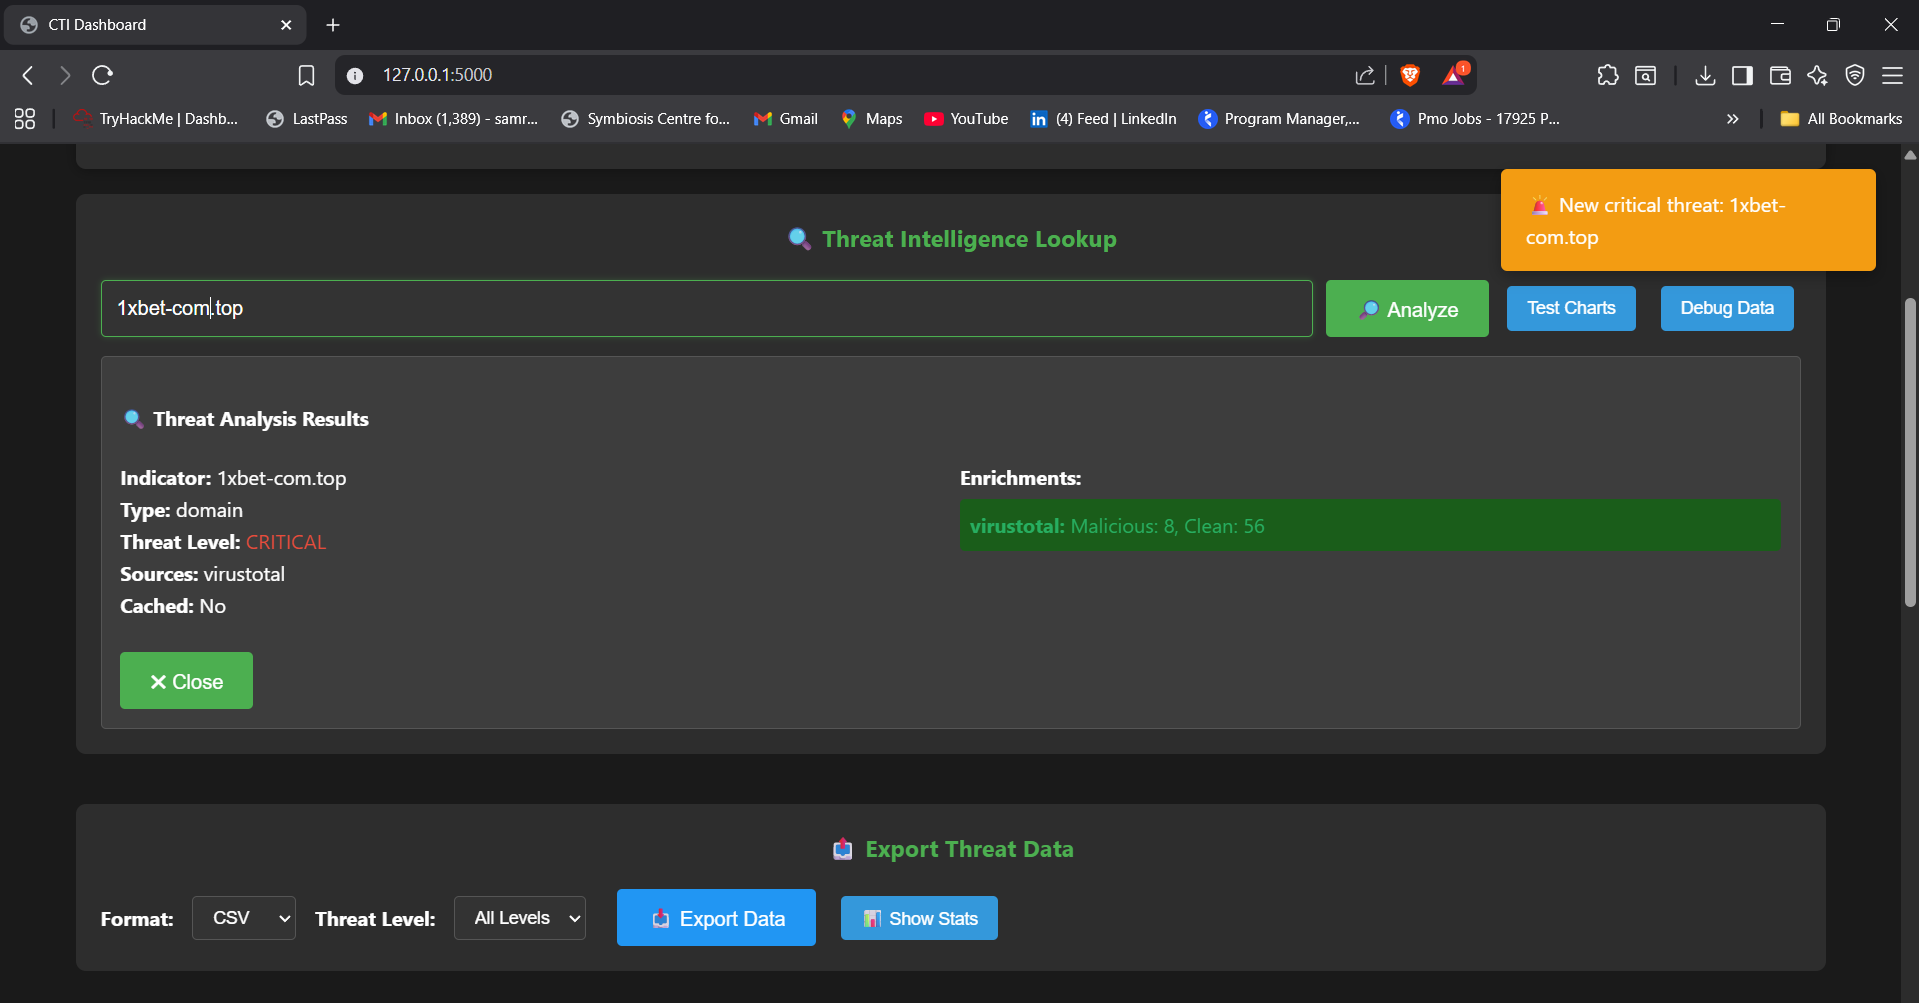 CTI Dashboard
127.0.0.1:5000
1
TryHackMe | Dashb...
LastPass
Inbox (1,389) - samr...
Symbiosis Centre fo...
Gmail
Maps
YouTube
(4) Feed | LinkedIn
Program Manager,...
Pmo Jobs - 17925 P...
All Bookmarks
New critical threat: 1xbet-
com.top
Threat Intelligence Lookup
1xbet-com.top
Analyze
Test Charts
Debug Data
Threat Analysis Results
Indicator: 1xbet-com.top
Type: domain
Threat Level: CRITICAL
Sources: virustotal
Cached: No
Enrichments:
virustotal: Malicious: 8, Clean: 56
Close
Export Threat Data
Format: CSV Threat Level: All Levels Export Data Show Stats